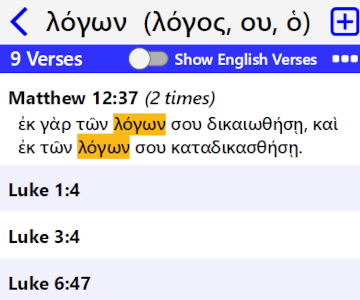 λόγων (λόγος, ου, ὁ)
9 Verses Show English Verses
Matthew 12:37 (2 times)
ἐκ γὰρ τῶν λόγων σου δικαιωθήσῃ, καὶ
ἐκ τῶν λόγων σου καταδικασθήσῃ.
Luke 1:4
Luke 3:4
Luke 6:47